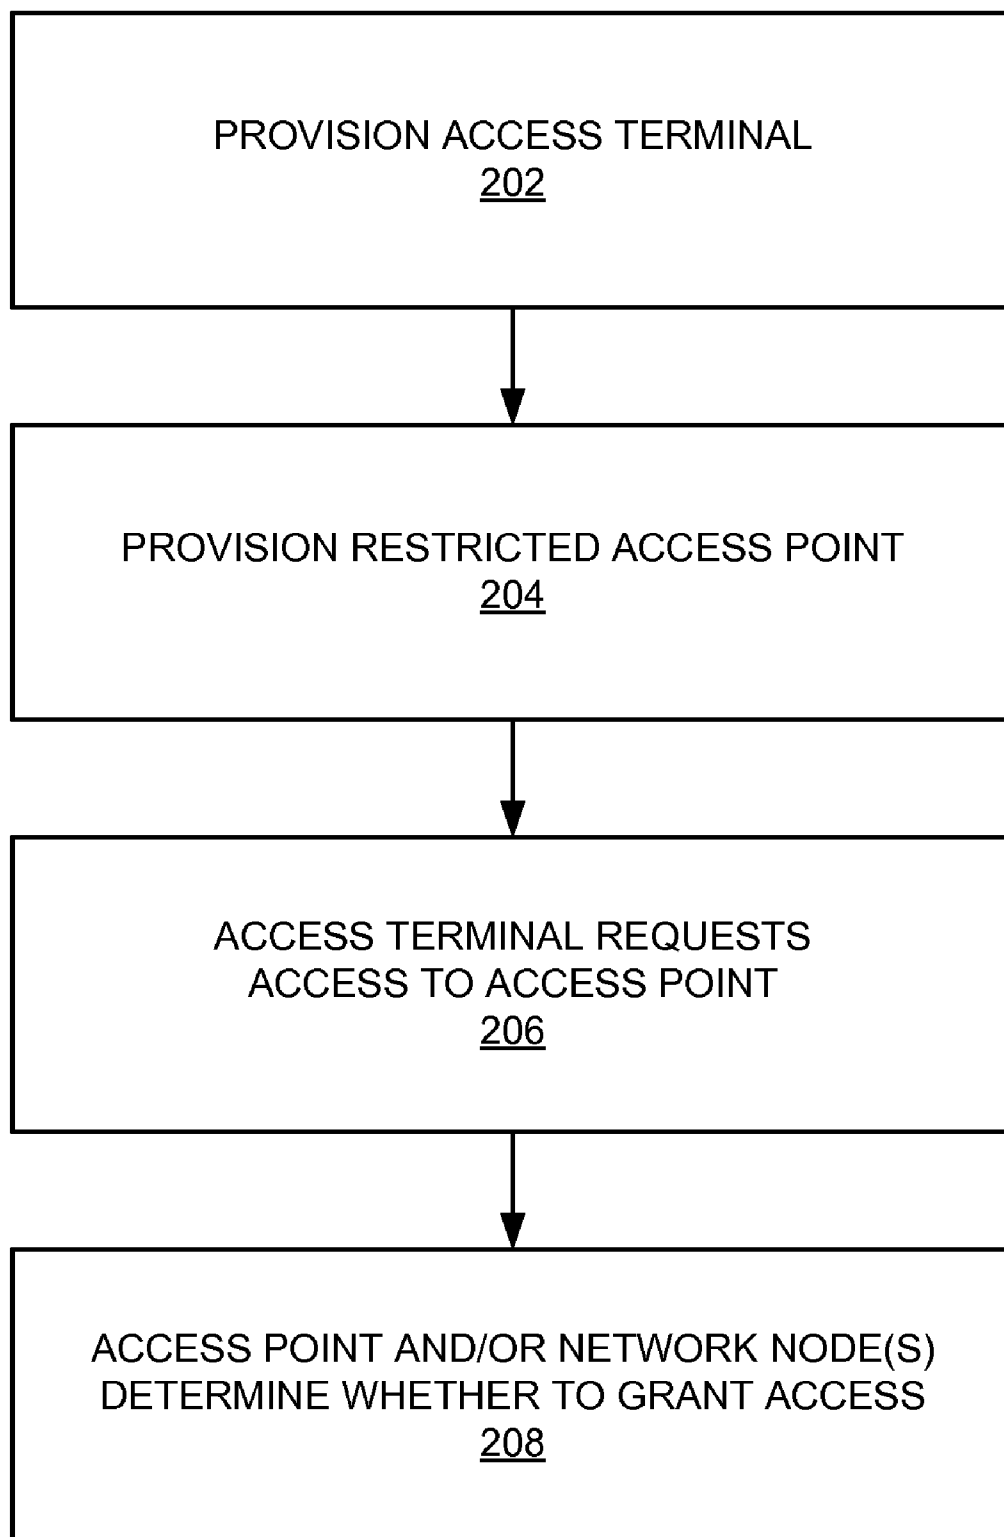 PROVISION ACCESS TERMINAL
202
PROVISION RESTRICTED ACCESS POINT
204
ACCESS TERMINAL REQUESTS
ACCESS TO ACCESS POINT
206
ACCESS POINT AND/OR NETWORK NODE(S)
DETERMINE WHETHER TO GRANT ACCESS
208